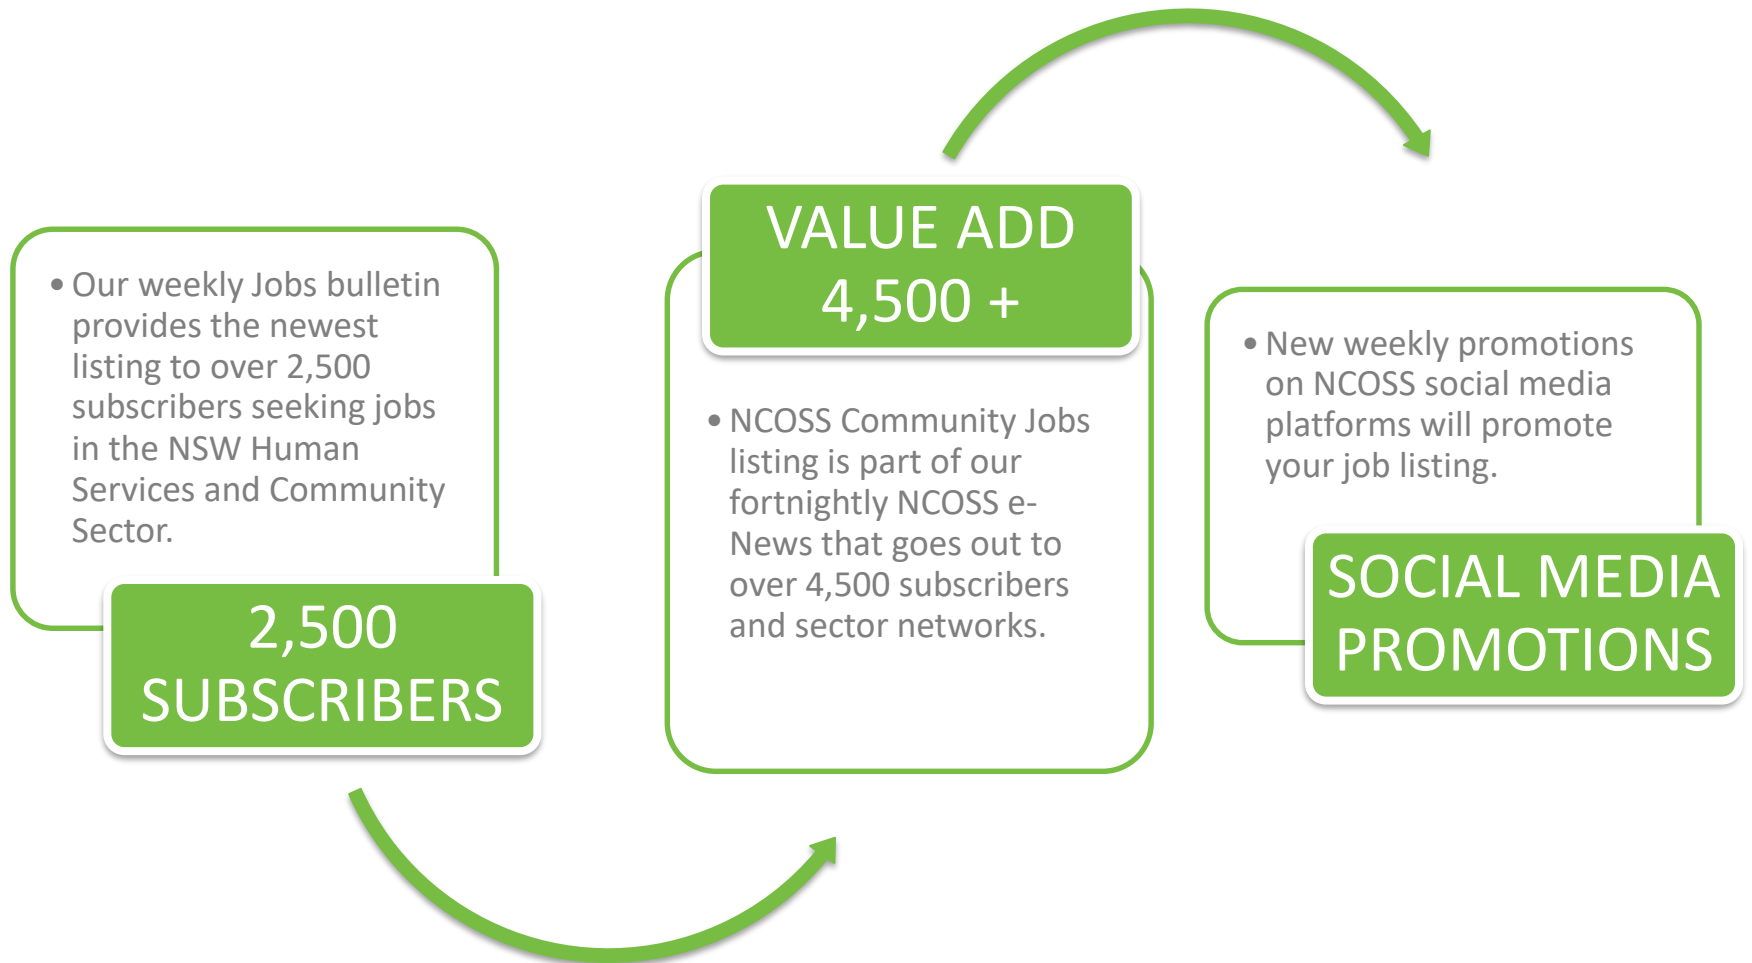 • Our weekly Jobs bulletin
provides the newest
listing to over 2,500
subscribers seeking jobs
in the NSW Human
Services and Community
Sector.
2,500
SUBSCRIBERS
VALUE ADD
4,500 +
• NCOSS Community Jobs
listing is part of our
fortnightly NCOSS e-
News that goes out to
over 4,500 subscribers
and sector networks.
• New weekly promotions
on NCOSS social media
platforms will promote
your job listing.
SOCIAL MEDIA
PROMOTIONS